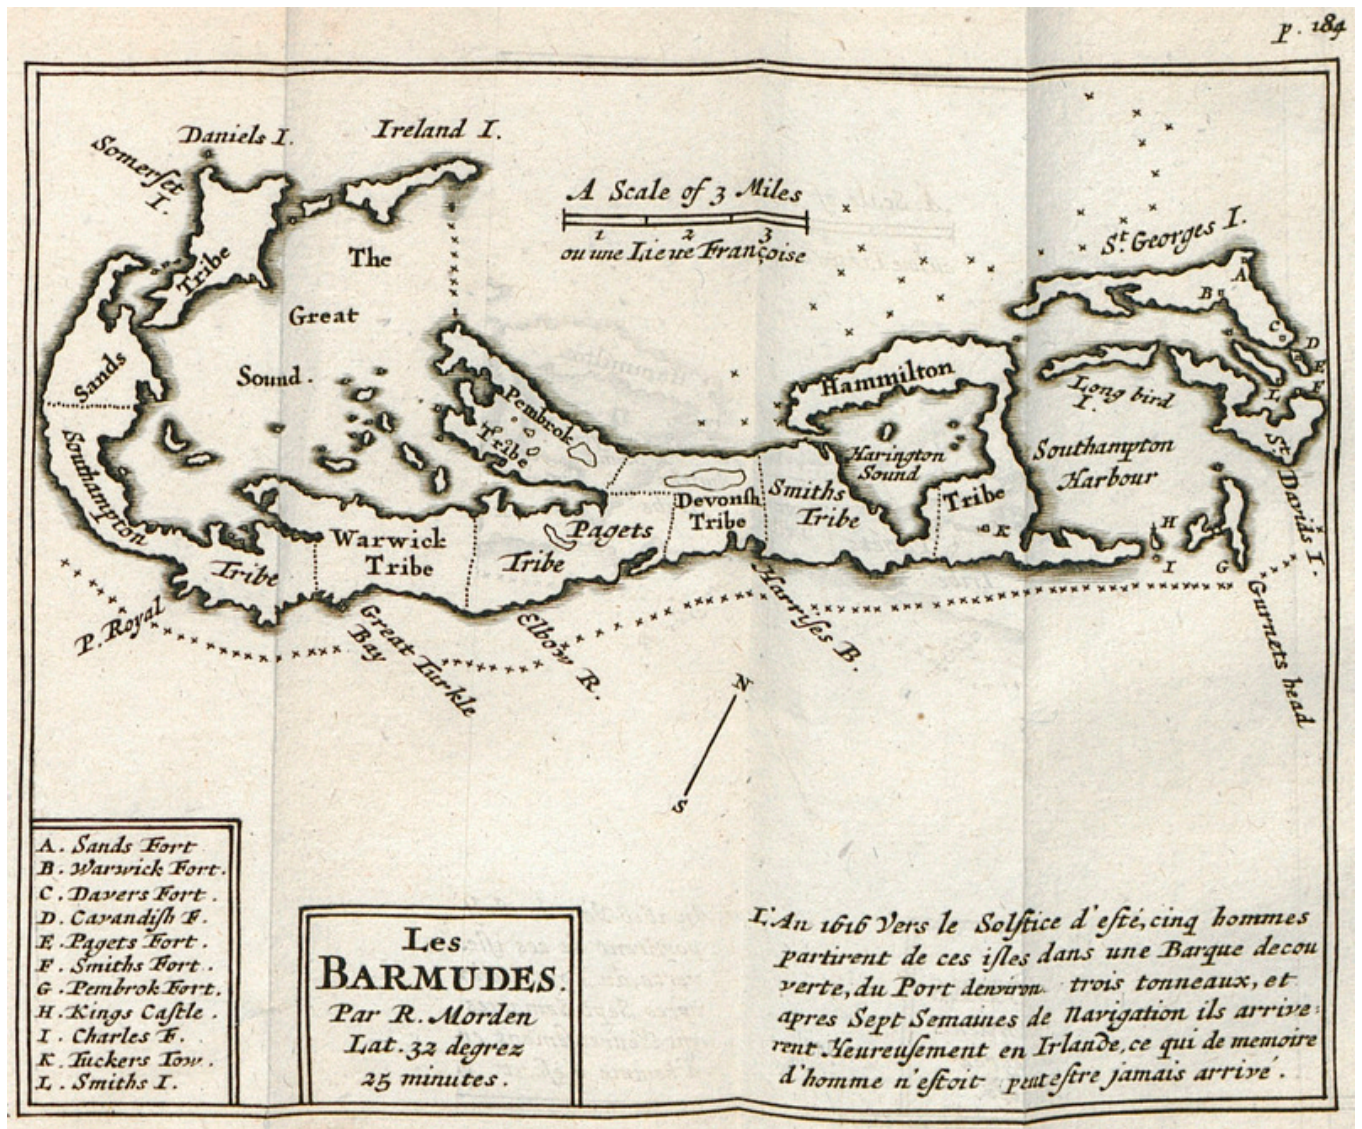 p. 184
Daniels I.
Ireland I.
Somerſet
I.
A Scale of 3 Miles
1 2 3
ou une Lieue Françoise
St. Georges I.
The
Great
Sound.
Tribe
Sands
Southampton
Tribe
Pembrok
Tribe
Warwick
Tribe
Pagets
Tribe
Devonſh
Tribe
Smiths
Tribe
Hammilton
Harington
Sound
Tribe
K
Long bird
I.
Southampton
Harbour
A
B
C
D
E
F
L
St. Davids I.
H
I
G
Gurnets head
P. Royal
Great Turkle
Bay
Elbow R.
Harriſes B.
N
S
A. Sands Fort
B. Warwick Fort.
C. Davers Fort.
D. Cavandiſh F.
E. Pagets Fort.
F. Smiths Fort.
G. Pembrok Fort.
H. Kings Caſtle.
I. Charles F.
K. Tuckers Tow.
L. Smiths I.
Les
BARMUDES.
Par R. Morden
Lat. 32 degrez
25 minutes.
L'An 1616 Vers le Solſtice d'eſté, cinq hommes
partirent de ces iſles dans une Barque decou
verte, du Port denviron trois tonneaux, et
apres Sept Semaines de Navigation ils arrive:
rent Heureuſement en Irlande, ce qui de memoire
d'homme n'eſtoit peuteſtre jamais arrivé.